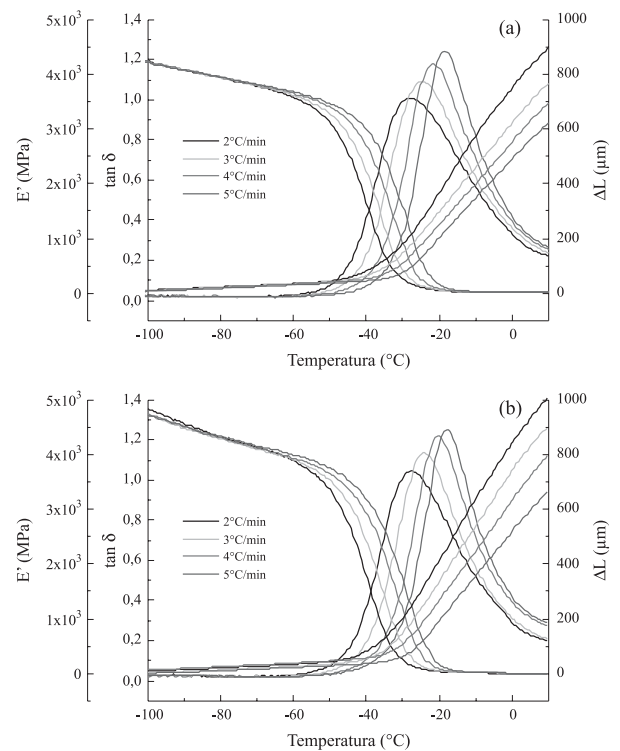 (a)
5x10³
4x10³
3x10³
2x10³
1x10³
0
E' (MPa)
1,4
1,2
1,0
0,8
0,6
0,4
0,2
0,0
tan δ
2°C/min
3°C/min
4°C/min
5°C/min
1000
800
600
400
200
0
ΔL (μm)
-100
-80
-60
-40
-20
0
Temperatura (°C)
(b)
5x10³
4x10³
3x10³
2x10³
1x10³
0
E' (MPa)
1,4
1,2
1,0
0,8
0,6
0,4
0,2
0,0
tan δ
2°C/min
3°C/min
4°C/min
5°C/min
1000
800
600
400
200
0
ΔL (μm)
-100
-80
-60
-40
-20
0
Temperatura (°C)